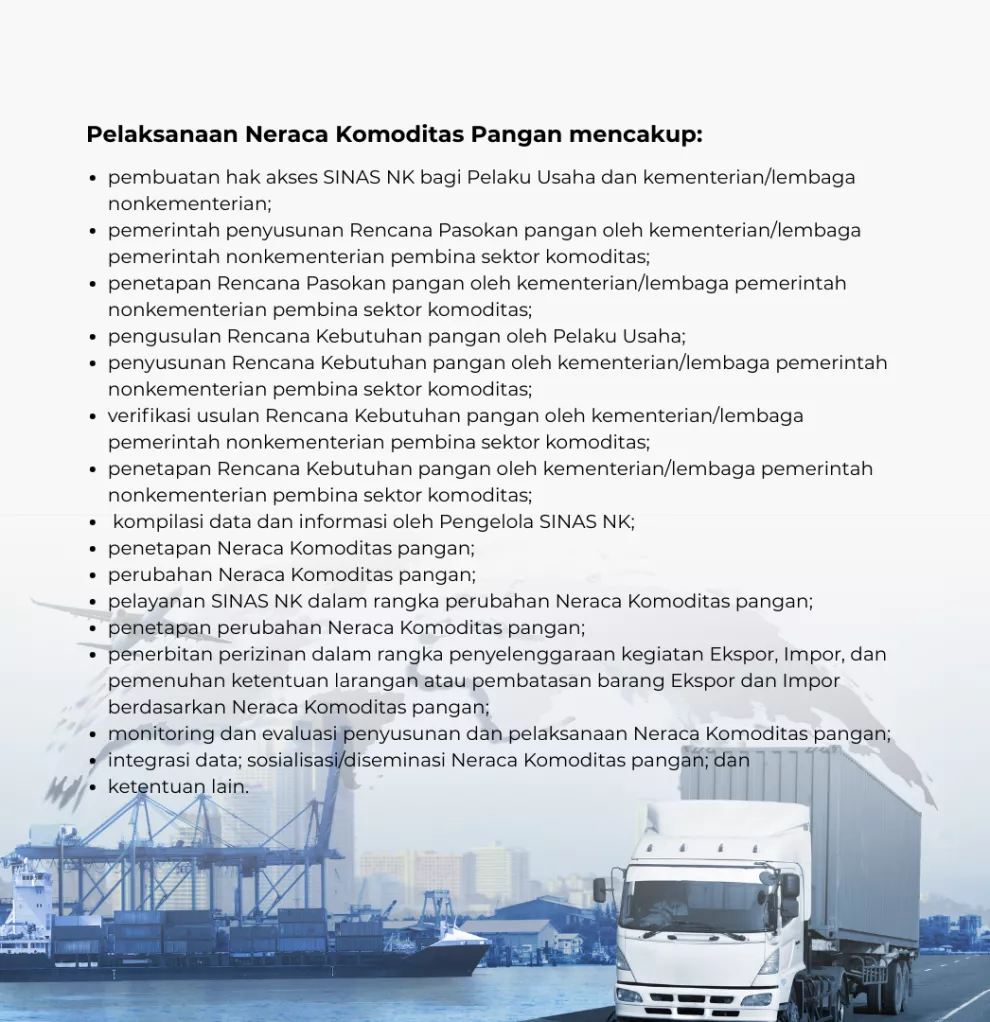 Pelaksanaan Neraca Komoditas Pangan mencakup:
• pembuatan hak akses SINAS NK bagi Pelaku Usaha dan kementerian/lembaga
nonkementerian;
• pemerintah penyusunan Rencana Pasokan pangan oleh kementerian/lembaga
pemerintah nonkementerian pembina sektor komoditas;
• penetapan Rencana Pasokan pangan oleh kementerian/lembaga pemerintah
nonkementerian pembina sektor komoditas;
• pengusulan Rencana Kebutuhan pangan oleh Pelaku Usaha;
• penyusunan Rencana Kebutuhan pangan oleh kementerian/lembaga pemerintah
nonkementerian pembina sektor komoditas;
• verifikasi usulan Rencana Kebutuhan pangan oleh kementerian/lembaga
pemerintah nonkementerian pembina sektor komoditas;
• penetapan Rencana Kebutuhan pangan oleh kementerian/lembaga pemerintah
nonkementerian pembina sektor komoditas;
• kompilasi data dan informasi oleh Pengelola SINAS NK;
• penetapan Neraca Komoditas pangan;
• perubahan Neraca Komoditas pangan;
• pelayanan SINAS NK dalam rangka perubahan Neraca Komoditas pangan;
• penetapan perubahan Neraca Komoditas pangan;
• penerbitan perizinan dalam rangka penyelenggaraan kegiatan Ekspor, Impor, dan
pemenuhan ketentuan larangan atau pembatasan barang Ekspor dan Impor
berdasarkan Neraca Komoditas pangan;
• monitoring dan evaluasi penyusunan dan pelaksanaan Neraca Komoditas pangan;
• integrasi data; sosialisasi/diseminasi Neraca Komoditas pangan; dan
• ketentuan lain.